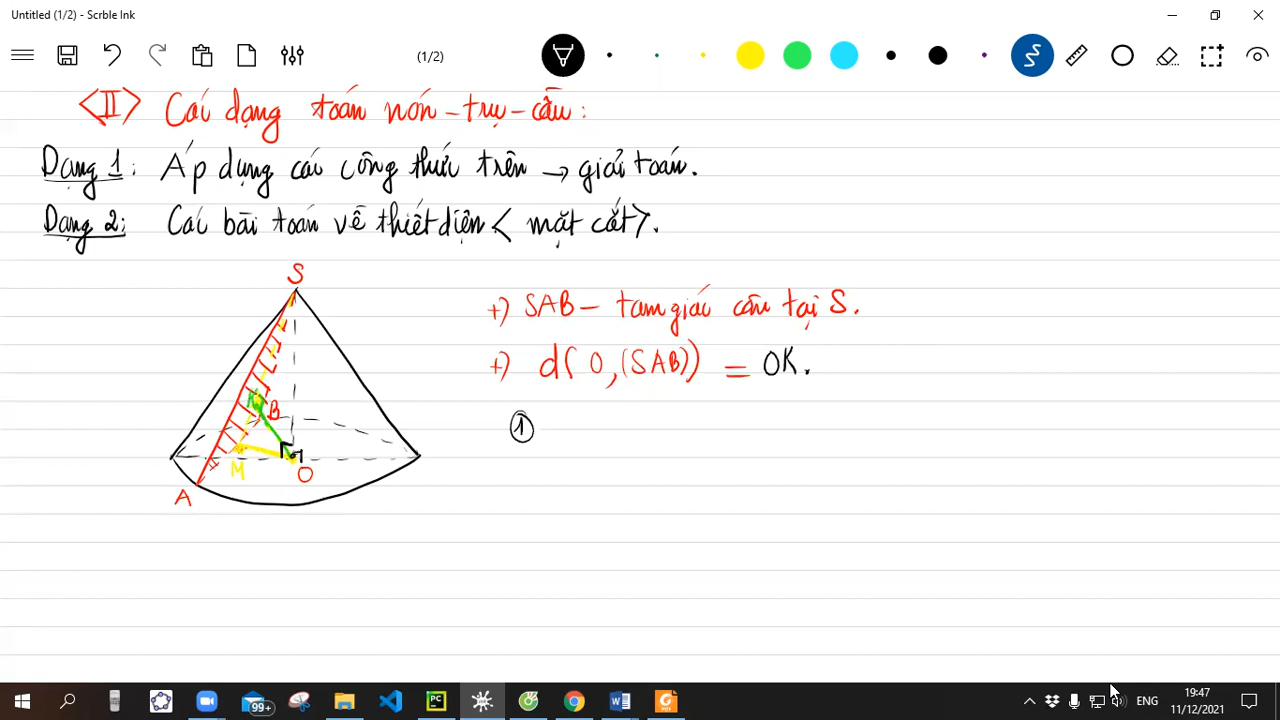 Untitled (1/2) - Scrble Ink
(1/2)
<II> Các dạng toán nón - trụ - cầu:
Dạng 1: Áp dụng các công thức trên → giải toán.
Dạng 2: Các bài toán về thiết diện < mặt cắt>.
S
+) SAB - tam giác cân tại S.
+) d( O, (SAB)) = OK.
K
B
①
M
O
A
99+
PC
ENG
19:47
11/12/2021